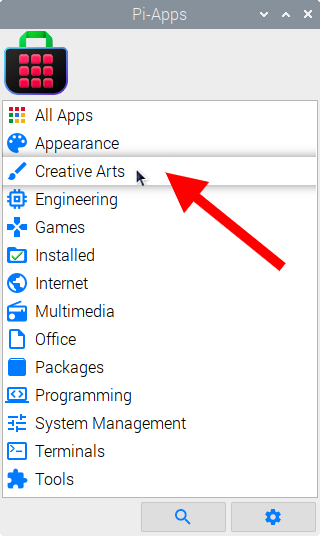 Pi-Apps
All Apps
Appearance
Creative Arts
Engineering
Games
Installed
Internet
Multimedia
Office
Packages
Programming
System Management
Terminals
Tools